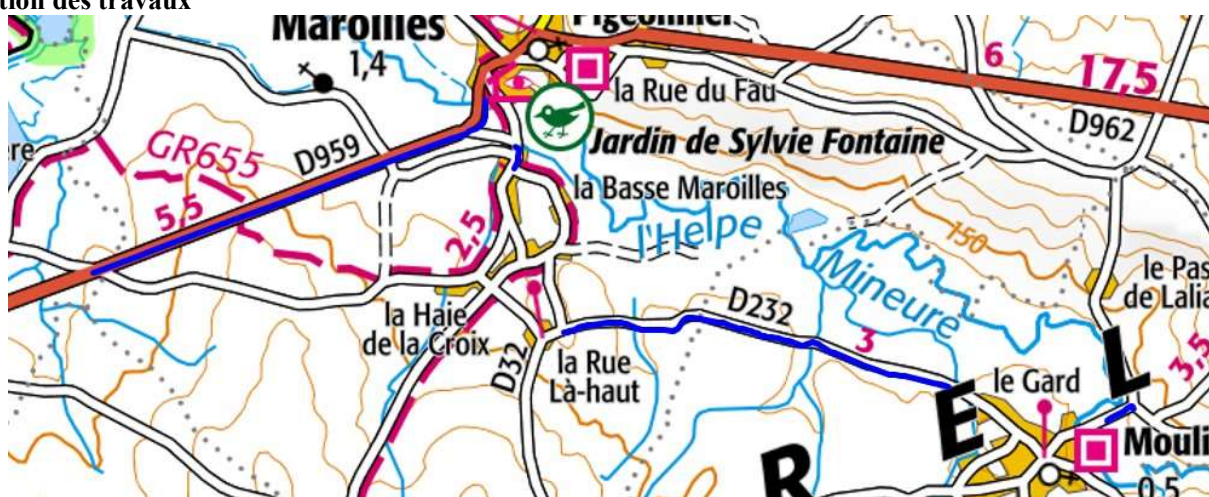 tion des travaux
Maroilles
Pigeonnier
1,4
6
17,5
la Rue du Fau
D962
Jardin de Sylvie Fontaine
GR655
D959
5,5
2,5
la Basse Maroilles
l'Helpe
150
Mineure
le Pas
de Lalia
la Haie
de la Croix
D232
3
D32
la Rue
Là-haut
le Gard
L
3,5
E
R
Mouli
0,5